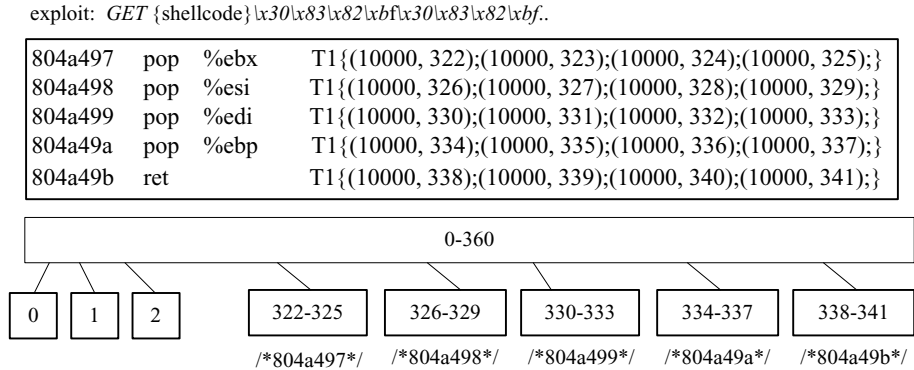 exploit: GET {shellcode}\x30\x83\x82\xbf\x30\x83\x82\xbf..
804a497 pop %ebx T1{(10000, 322);(10000, 323);(10000, 324);(10000, 325);}
804a498 pop %esi T1{(10000, 326);(10000, 327);(10000, 328);(10000, 329);}
804a499 pop %edi T1{(10000, 330);(10000, 331);(10000, 332);(10000, 333);}
804a49a pop %ebp T1{(10000, 334);(10000, 335);(10000, 336);(10000, 337);}
804a49b ret T1{(10000, 338);(10000, 339);(10000, 340);(10000, 341);}
0-360
0 1 2 322-325 326-329 330-333 334-337 338-341
/*804a497*/ /*804a498*/ /*804a499*/ /*804a49a*/ /*804a49b*/